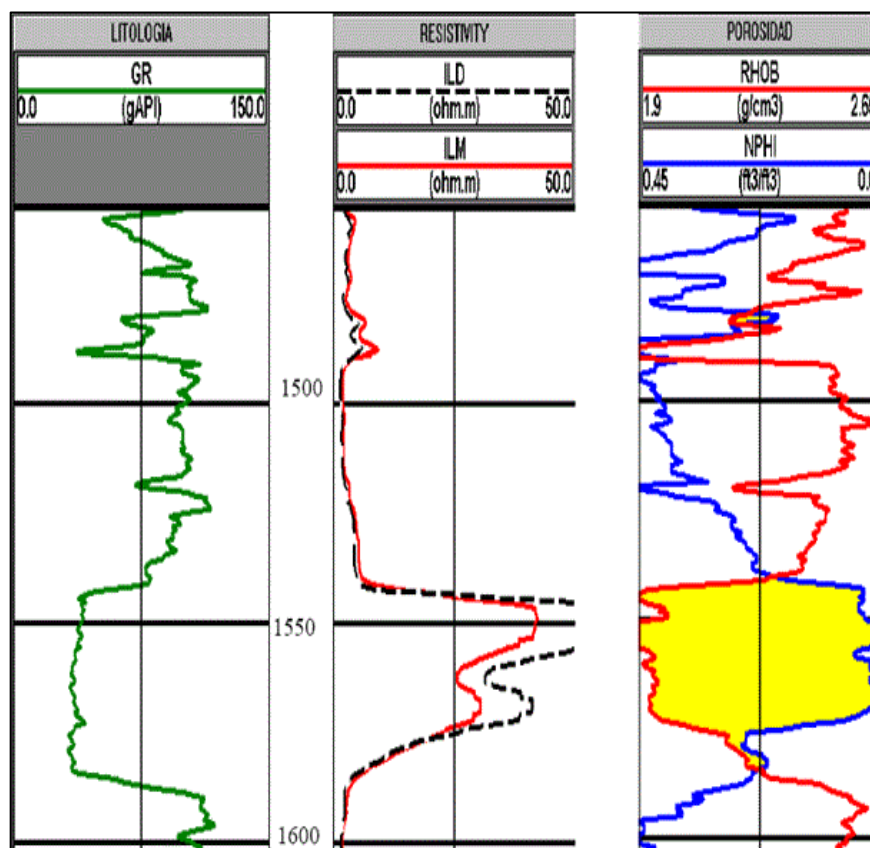 LITOLOGIA
GR
0.0 (gAPI) 150.0
RESISTIVITY
ILD
0.0 (ohm.m) 50.0
ILM
0.0 (ohm.m) 50.0
POROSIDAD
RHOB
1.9 (g/cm3)
NPHI
0.45 (ft3/ft3)
1500
1550
1600